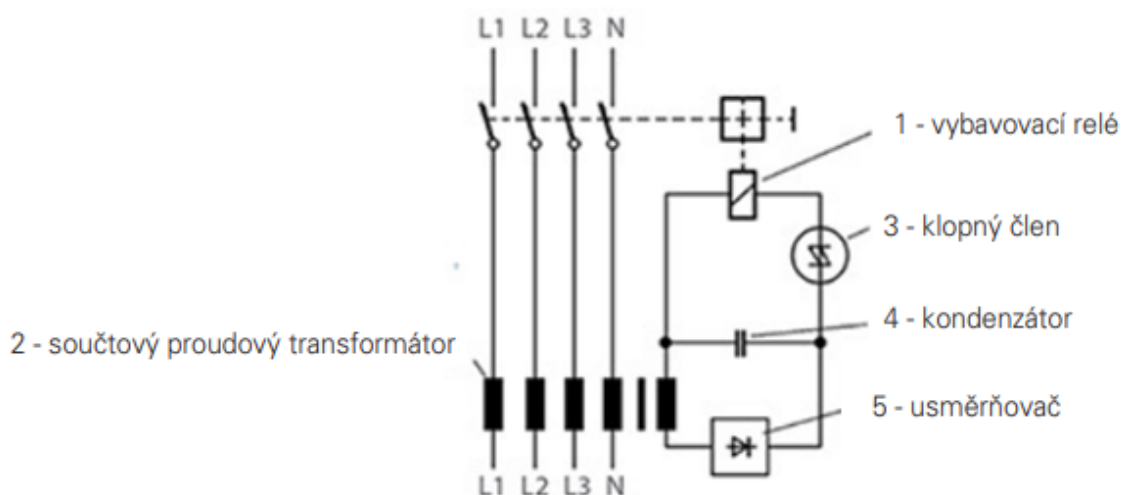 L1 L2 L3 N
1 - vybavovací relé
3 - klopný člen
4 - kondenzátor
2 - součtový proudový transformátor
5 - usměrňovač
L1 L2 L3 N